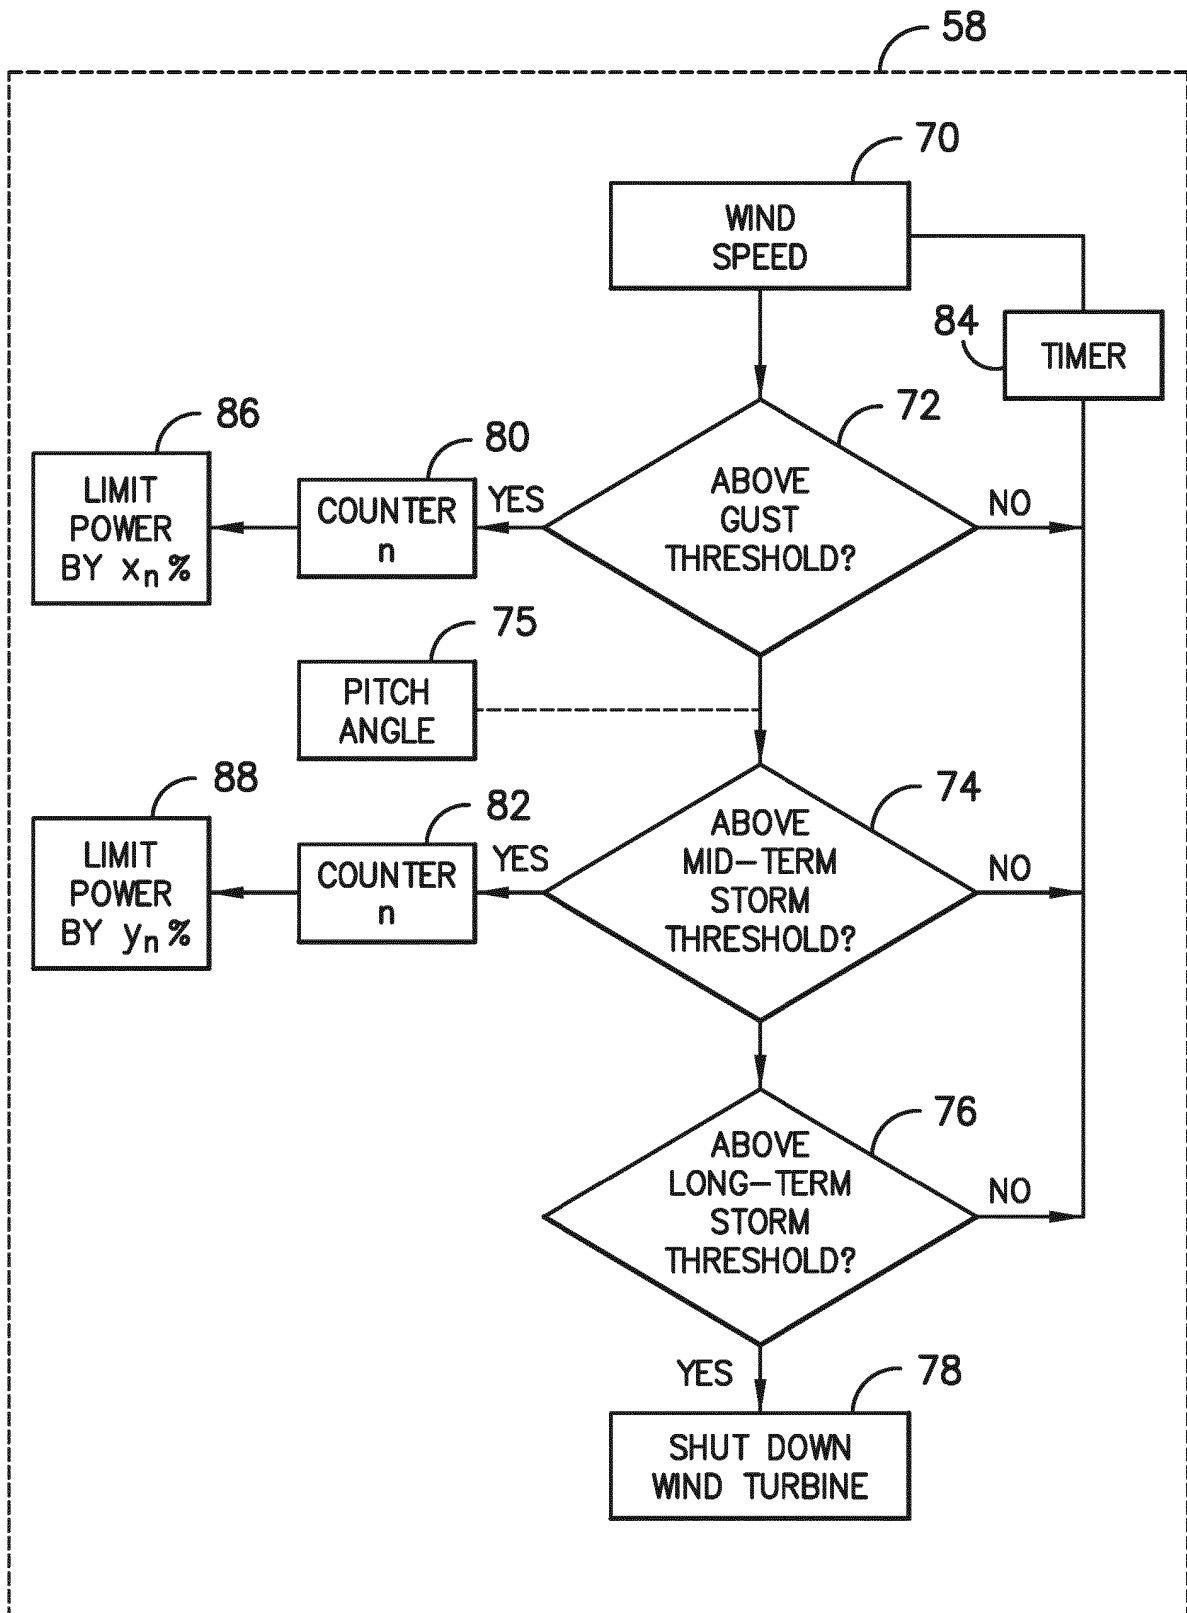 58
70
WIND
SPEED
84
TIMER
72
ABOVE
GUST
THRESHOLD?
NO
YES
80
COUNTER
n
86
LIMIT
POWER
BY xn %
75
PITCH
ANGLE
74
ABOVE
MID-TERM
STORM
THRESHOLD?
NO
YES
82
COUNTER
n
88
LIMIT
POWER
BY yn %
76
ABOVE
LONG-TERM
STORM
THRESHOLD?
NO
YES
78
SHUT DOWN
WIND TURBINE